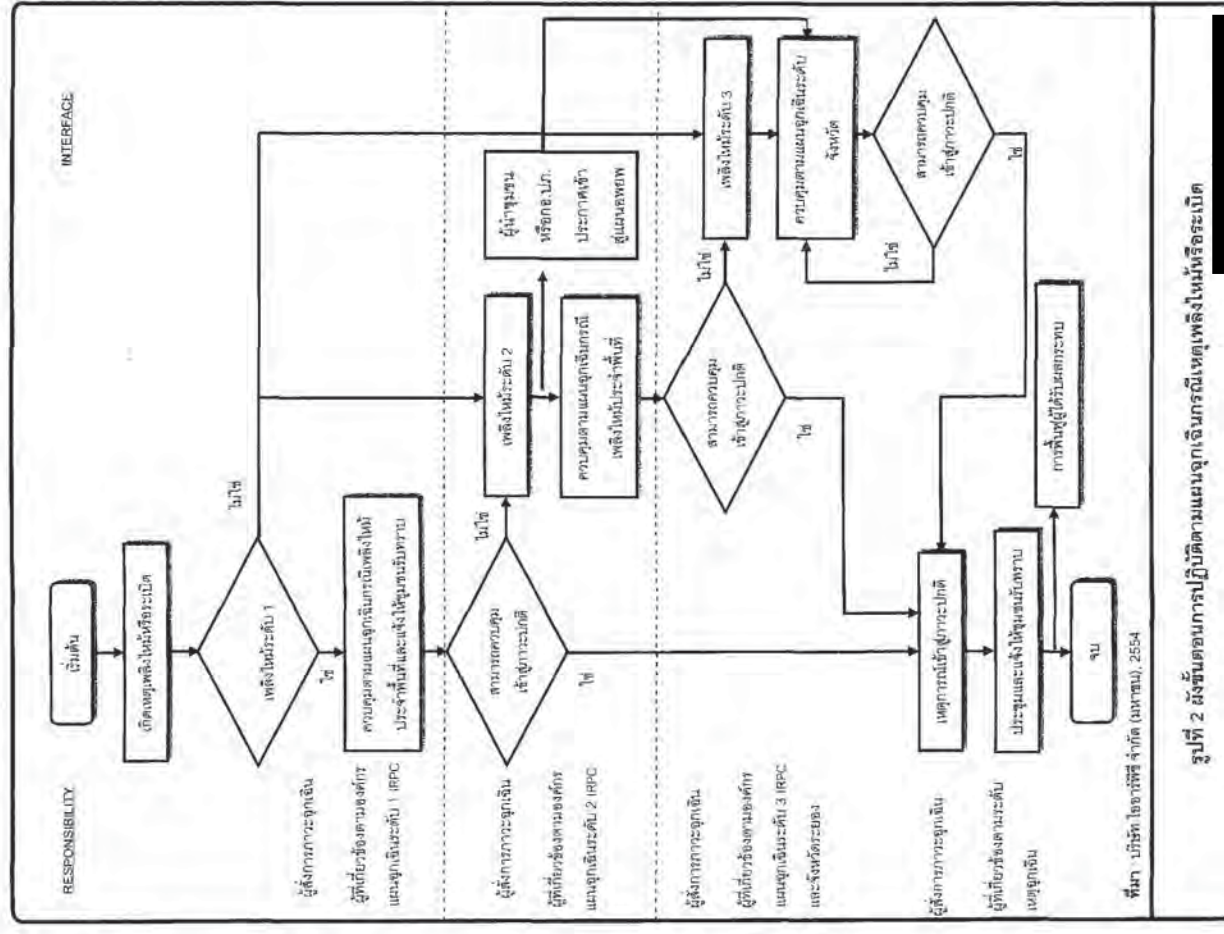 RESPONSIBILITY
INTERFACE
เริ่มต้น
เกิดเหตุเพลิงไหม้หรือระเบิด
เพลิงไหม้ระดับ 1
ไม่ใช่
ใช่
ผู้สั่งการภาวะฉุกเฉิน
ผู้ที่เกี่ยวข้องตามองค์กร
แผนฉุกเฉินระดับ 1 IRPC
ควบคุมตามแผนฉุกเฉินกรณีเพลิงไหม้
ประจำพื้นที่และแจ้งให้ชุมชนรับทราบ
ผู้สั่งการภาวะฉุกเฉิน
ผู้ที่เกี่ยวข้องตามองค์กร
แผนฉุกเฉินระดับ 2 IRPC
สามารถควบคุม
เข้าสู่ภาวะปกติ
ไม่ใช่
ใช่
เพลิงไหม้ระดับ 2
ควบคุมตามแผนฉุกเฉินกรณี
เพลิงไหม้ประจำพื้นที่
ผู้นำชุมชน
หรือกอ.ปภ.
ประกาศเข้า
สู่แผนอพยพ
ผู้สั่งการภาวะฉุกเฉิน
ผู้ที่เกี่ยวข้องตามองค์กร
แผนฉุกเฉินระดับ 3 IRPC
และจังหวัดระยอง
สามารถควบคุม
เข้าสู่ภาวะปกติ
ไม่ใช่
ใช่
เพลิงไหม้ระดับ 3
ควบคุมตามแผนฉุกเฉินระดับ
จังหวัด
สามารถควบคุม
เข้าสู่ภาวะปกติ
ไม่ใช่
ใช่
ผู้สั่งการภาวะฉุกเฉิน
เหตุการณ์เข้าสู่ภาวะปกติ
ผู้ที่เกี่ยวข้องตามระดับ
เหตุฉุกเฉิน
ประชุมและแจ้งให้ชุมชนรับทราบ
การฟื้นฟูผู้ได้รับผลกระทบ
จบ
ที่มา : บริษัท ไออาร์พีซี จำกัด (มหาชน), 2554
รูปที่ 2 ผังขั้นตอนการปฏิบัติตามแผนฉุกเฉินกรณีเหตุเพลิงไหม้หรือระเบิด